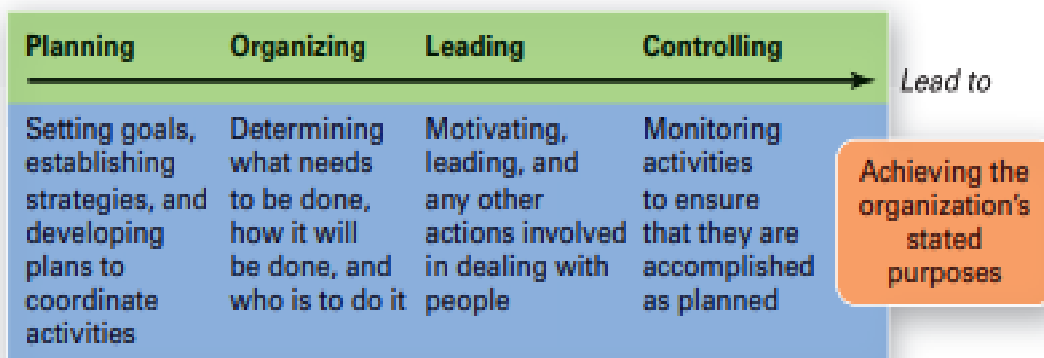 Planning
Organizing
Leading
Controlling
Lead to
Setting goals,
establishing
strategies, and
developing
plans to
coordinate
activities
Determining
what needs
to be done,
how it will
be done, and
who is to do it
Motivating,
leading, and
any other
actions involved
in dealing with
people
Monitoring
activities
to ensure
that they are
accomplished
as planned
Achieving the
organization's
stated
purposes